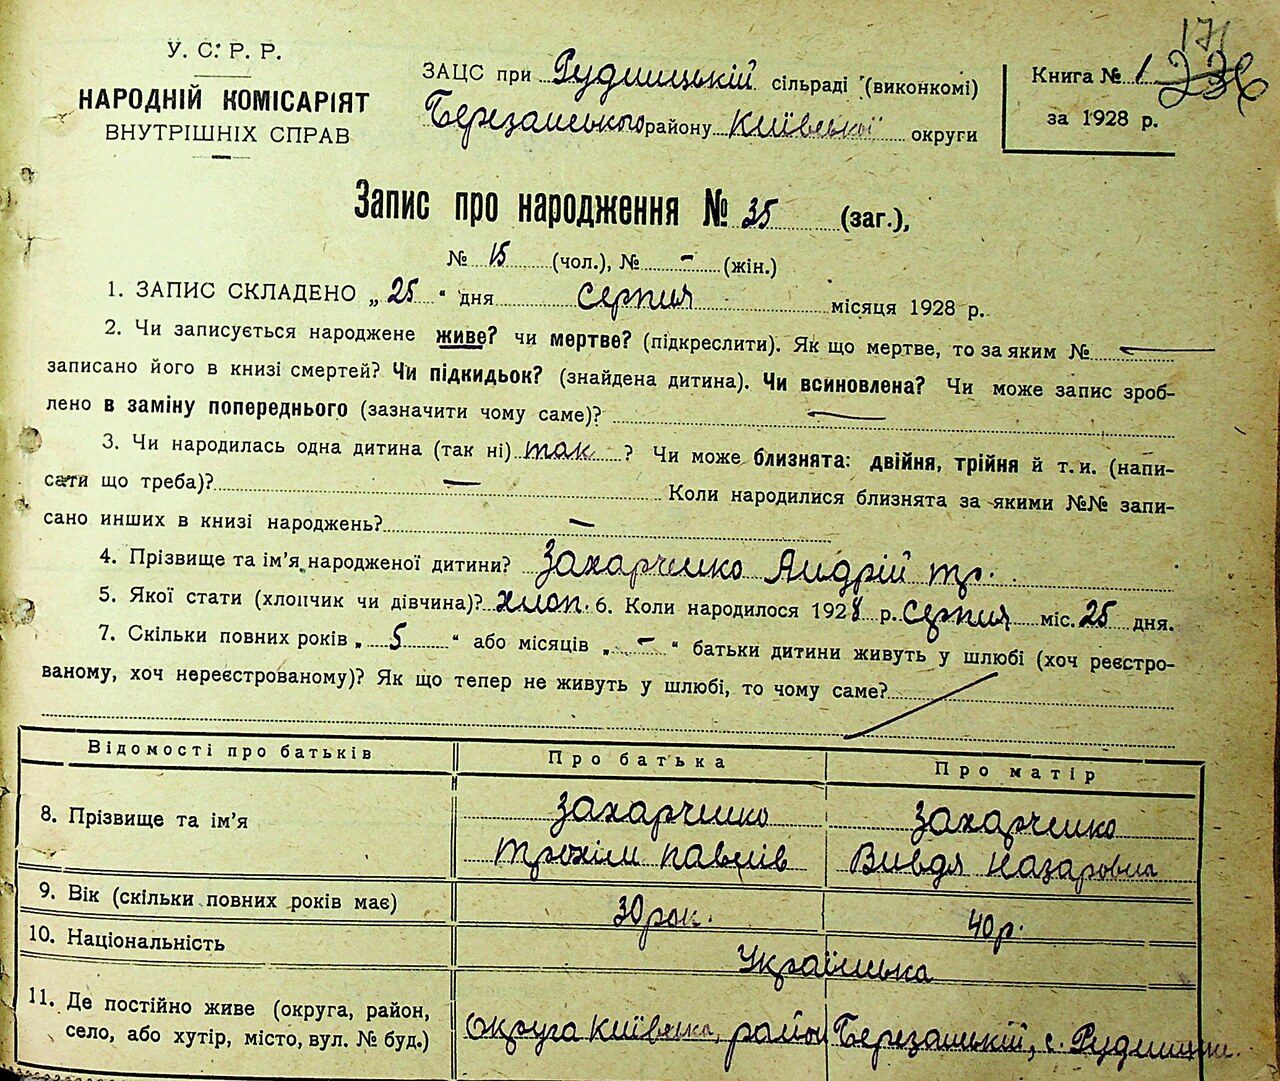 171
У. С. Р. Р.
НАРОДНІЙ КОМІСАРІЯТ
ВНУТРІШНІХ СПРАВ
ЗАЦС при Рудницькій сільраді (виконкомі)
Березанського району Київської округи
Книга № 1 236
за 1928 р.
Запис про народження № 35 (заг.),
№ 15 (чол.), № - (жін.)
1. ЗАПИС СКЛАДЕНО „ 25 " дня серпня місяця 1928 р.
2. Чи записується народжене живе? чи мертве? (підкреслити). Як що мертве, то за яким № —
записано його в книзі смертей? Чи підкидьок? (знайдена дитина). Чи всиновлена? Чи може запис зроб-
лено в заміну попереднього (зазначити чому саме)? —
3. Чи народилась одна дитина (так ні) так ? Чи може близнята: двійня, трійня й т. и. (напи-
сати що треба)? — Коли народилися близнята за якими №№ запи-
сано инших в книзі народжень? —
4. Прізвище та ім'я народженої дитини? Захарченко Андрій тр.
5. Якої стати (хлопчик чи дівчина)? хлоп. 6. Коли народилося 1928 р. серпня міс. 25 дня.
7. Скільки повних років „ 5 " або місяців „ - " батьки дитини живуть у шлюбі (хоч реєстро-
ваному, хоч нереєстрованому)? Як що тепер не живуть у шлюбі, то чому саме?
Відомості про батьків Про батька Про матір
8. Прізвище та ім'я Захарченко Захарченко
Трохім Павлів Вивдя Назаровна
9. Вік (скільки повних років має) 30 рок. 40 р.
10. Національність Українська
11. Де постійно живе (округа, район,
село, або хутір, місто, вул. № буд.) округа Київська, район Березанський, с. Рудницьке